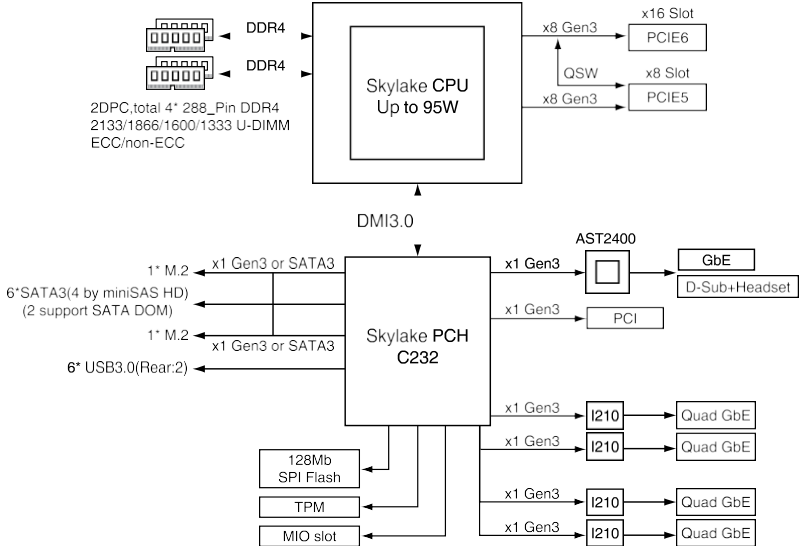 DDR4
DDR4
2DPC,total 4* 288_Pin DDR4
2133/1866/1600/1333 U-DIMM
ECC/non-ECC
Skylake CPU
Up to 95W
x8 Gen3
x16 Slot
PCIE6
QSW
x8 Slot
x8 Gen3
PCIE5
DMI3.0
1* M.2
x1 Gen3 or SATA3
6*SATA3(4 by miniSAS HD)
(2 support SATA DOM)
1* M.2
x1 Gen3 or SATA3
6* USB3.0(Rear:2)
Skylake PCH
C232
x1 Gen3
AST2400
GbE
D-Sub+Headset
x1 Gen3
PCI
x1 Gen3
I210
Quad GbE
x1 Gen3
I210
Quad GbE
x1 Gen3
I210
Quad GbE
x1 Gen3
I210
Quad GbE
128Mb
SPI Flash
TPM
MIO slot